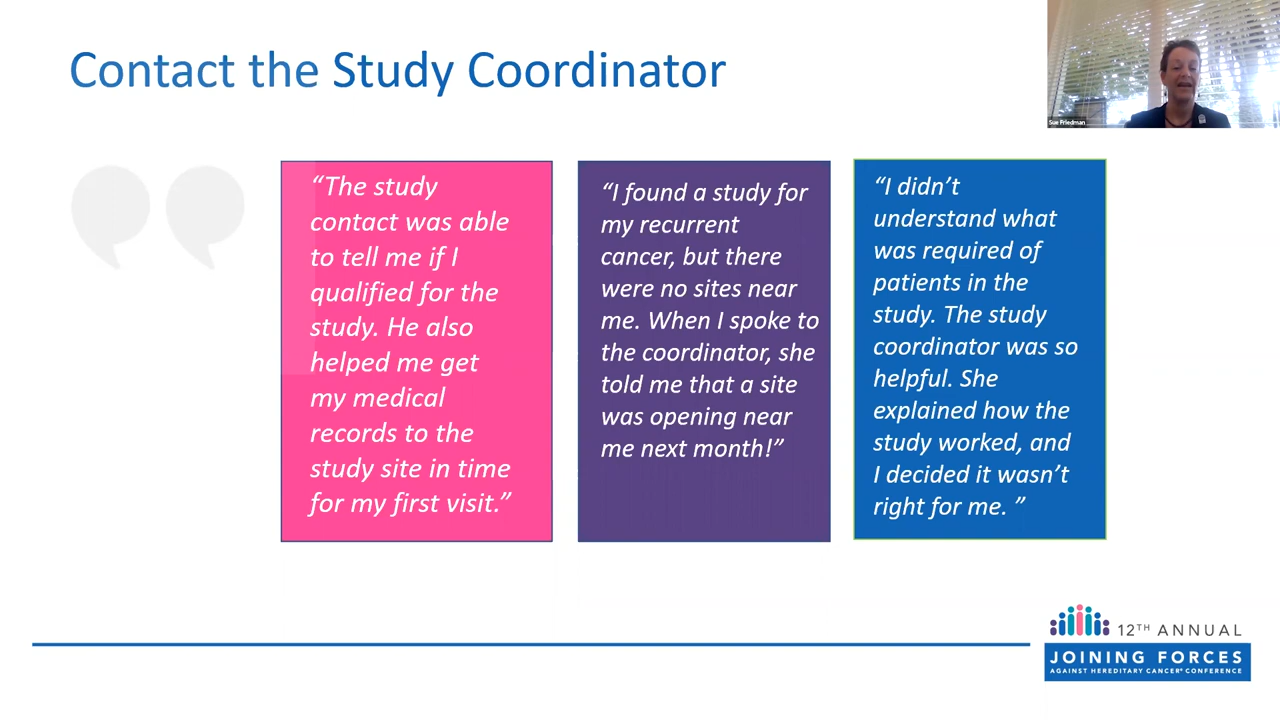 Contact the Study Coordinator
Sue Friedman
“The study
contact was able
to tell me if I
qualified for the
study. He also
helped me get
my medical
records to the
study site in time
for my first visit.”
“I found a study for
my recurrent
cancer, but there
were no sites near
me. When I spoke to
the coordinator, she
told me that a site
was opening near
me next month!”
“I didn’t
understand what
was required of
patients in the
study. The study
coordinator was so
helpful. She
explained how the
study worked, and
I decided it wasn’t
right for me. ”
12TH ANNUAL
JOINING FORCES
AGAINST HEREDITARY CANCER® CONFERENCE